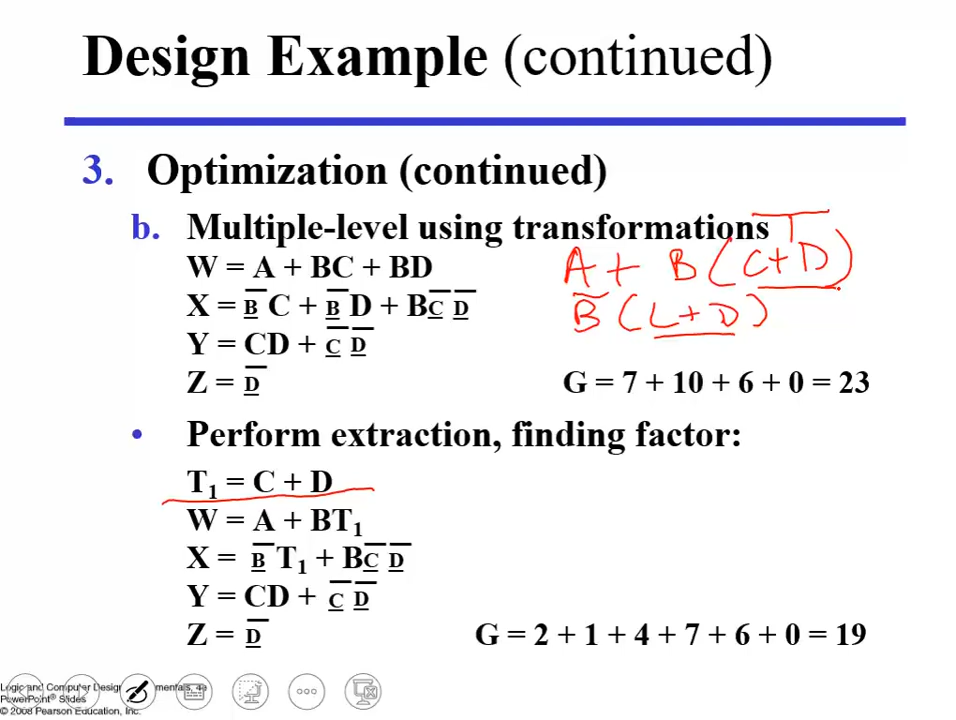 Design Example (continued)
3. Optimization (continued)
b. Multiple-level using transformations
T
W = A + BC + BD
A + B (C+D)
X = B̅ C + B̅ D + BC̅ D̅
B̅ (C+D)
Y = CD + C̅ D̅
Z = D̅
G = 7 + 10 + 6 + 0 = 23
• Perform extraction, finding factor:
T₁ = C + D
W = A + BT₁
X = B̅ T₁ + BC̅ D̅
Y = CD + C̅ D̅
Z = D̅
G = 2 + 1 + 4 + 7 + 6 + 0 = 19
Logic and Computer Design Fundamentals, 4e
PowerPoint® Slides
© 2008 Pearson Education, Inc.